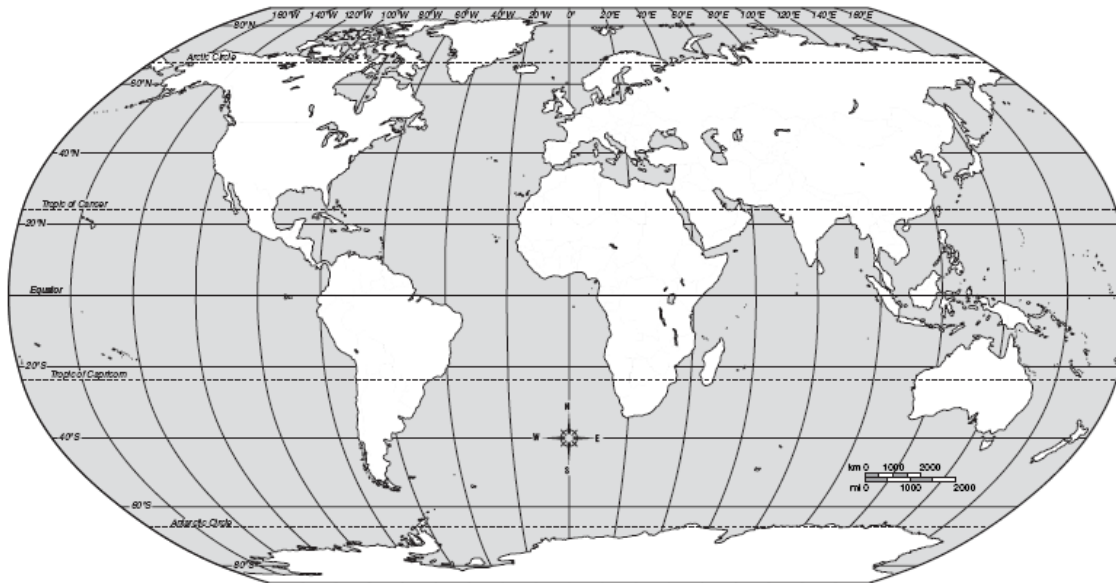 160°W 140°W 120°W 100°W 80°W 60°W 40°W 20°W 0° 20°E 40°E 60°E 80°E 100°E 120°E 140°E 160°E
80°N
Arctic Circle
60°N
40°N
Tropic of Cancer
20°N
Equator
20°S
Tropic of Capricorn
N
40°S W E
S
km 0 1000 2000
mi 0 1000 2000
60°S
Antarctic Circle
80°S